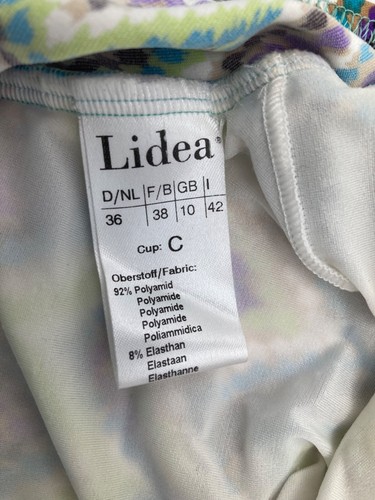 Lidea®
D/NL F/B GB I
36 38 10 42
Cup: C
Oberstoff/Fabric:
92% Polyamid
Polyamide
Polyamide
Polyamide
Poliammidica
8% Elasthan
Elastaan
Elasthanne